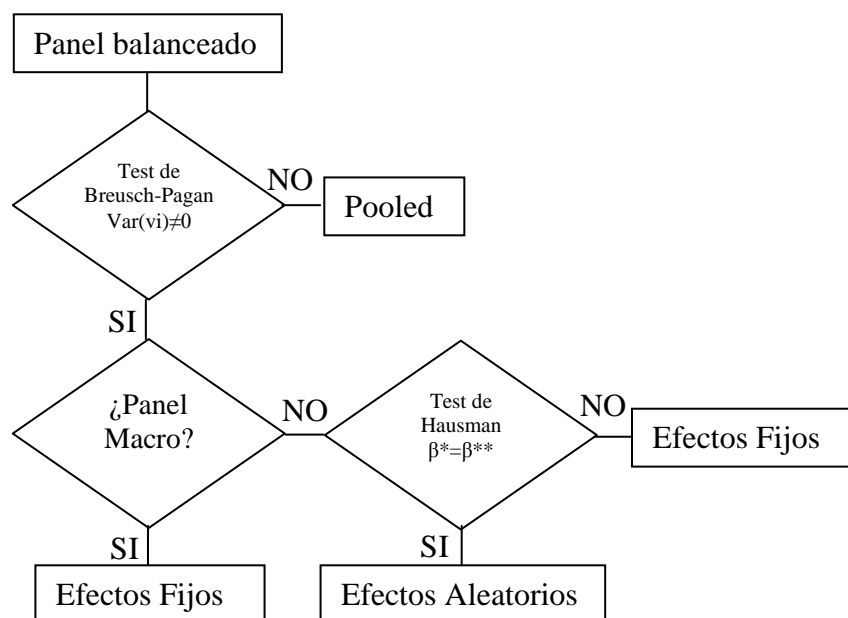 Panel balanceado
Test de
Breusch-Pagan
Var(vi)≠0
NO
Pooled
SI
¿Panel
Macro?
NO
Test de
Hausman
β*=β**
NO
Efectos Fijos
SI
Efectos Fijos
SI
Efectos Aleatorios